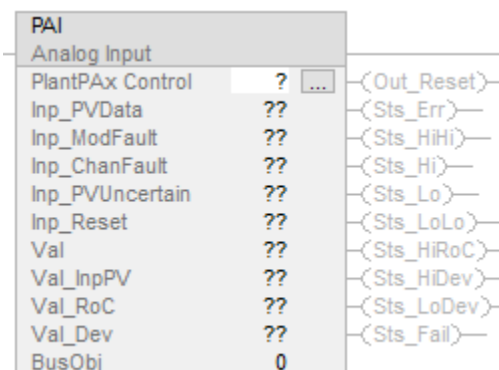 PAI
Analog Input
PlantPAx Control ? ... (Out_Reset)
Inp_PVData ?? (Sts_Err)
Inp_ModFault ?? (Sts_HiHi)
Inp_ChanFault ?? (Sts_Hi)
Inp_PVUncertain ?? (Sts_Lo)
Inp_Reset ?? (Sts_LoLo)
Val ?? (Sts_HiRoC)
Val_InpPV ?? (Sts_HiDev)
Val_RoC ?? (Sts_LoDev)
Val_Dev ?? (Sts_Fail)
BusObj 0